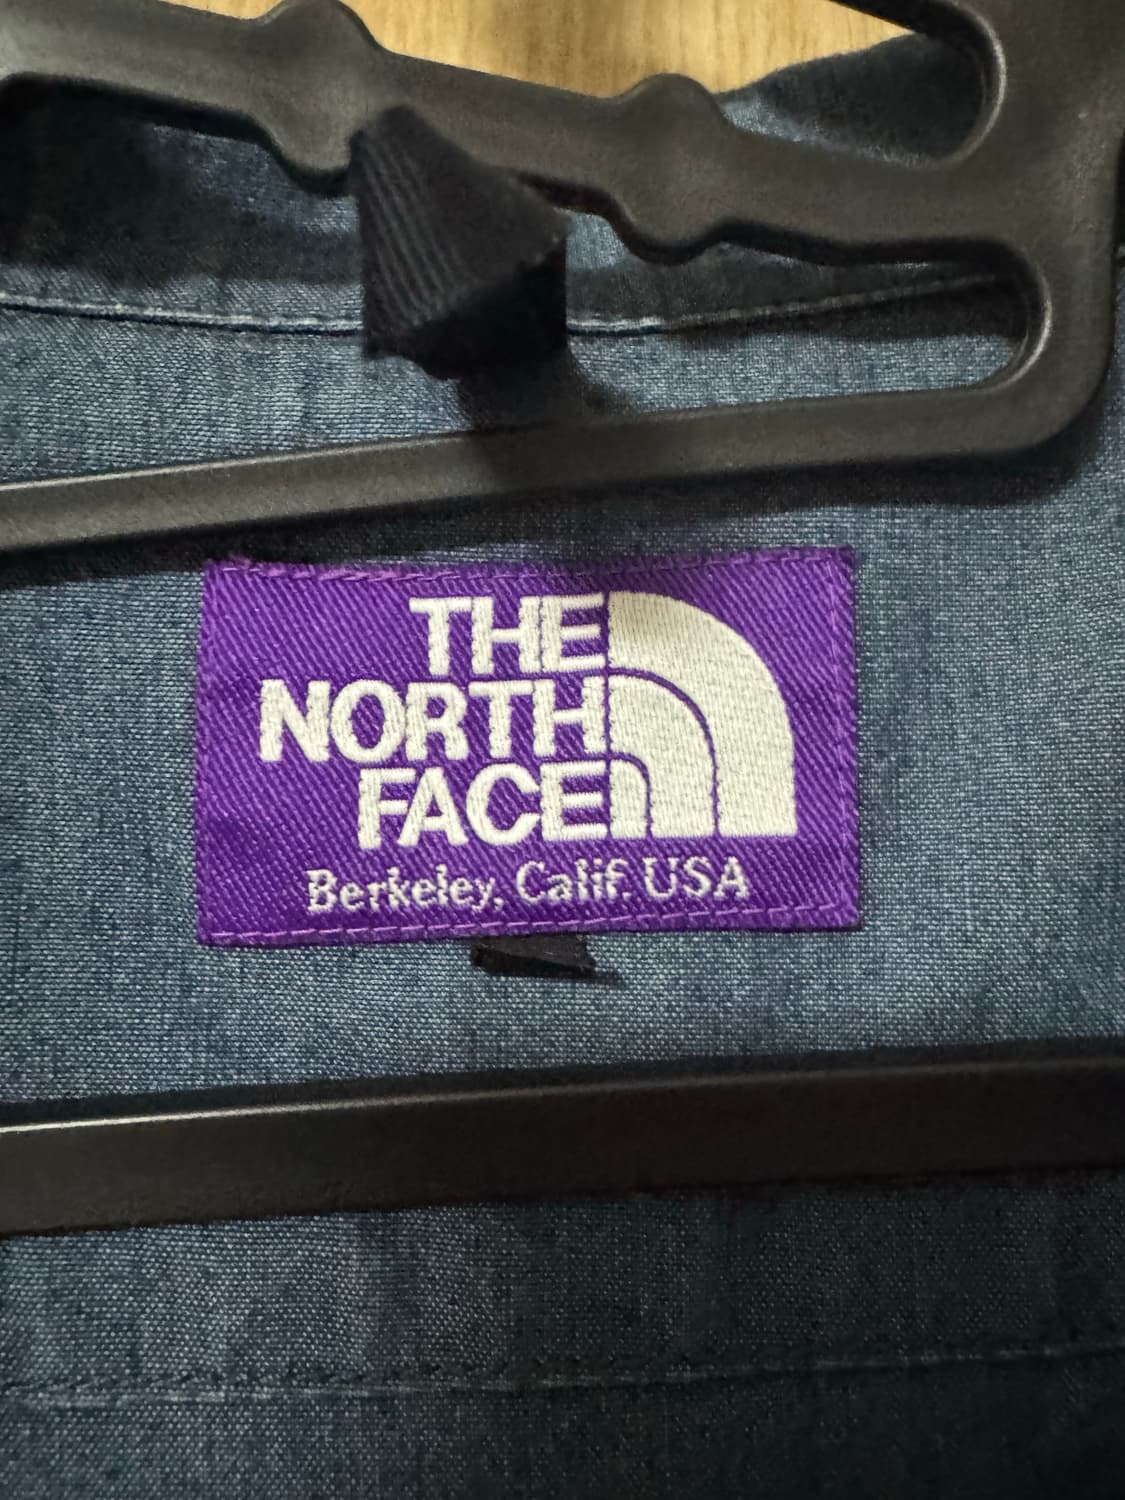 THE
NORTH
FACE
Berkeley, Calif. USA